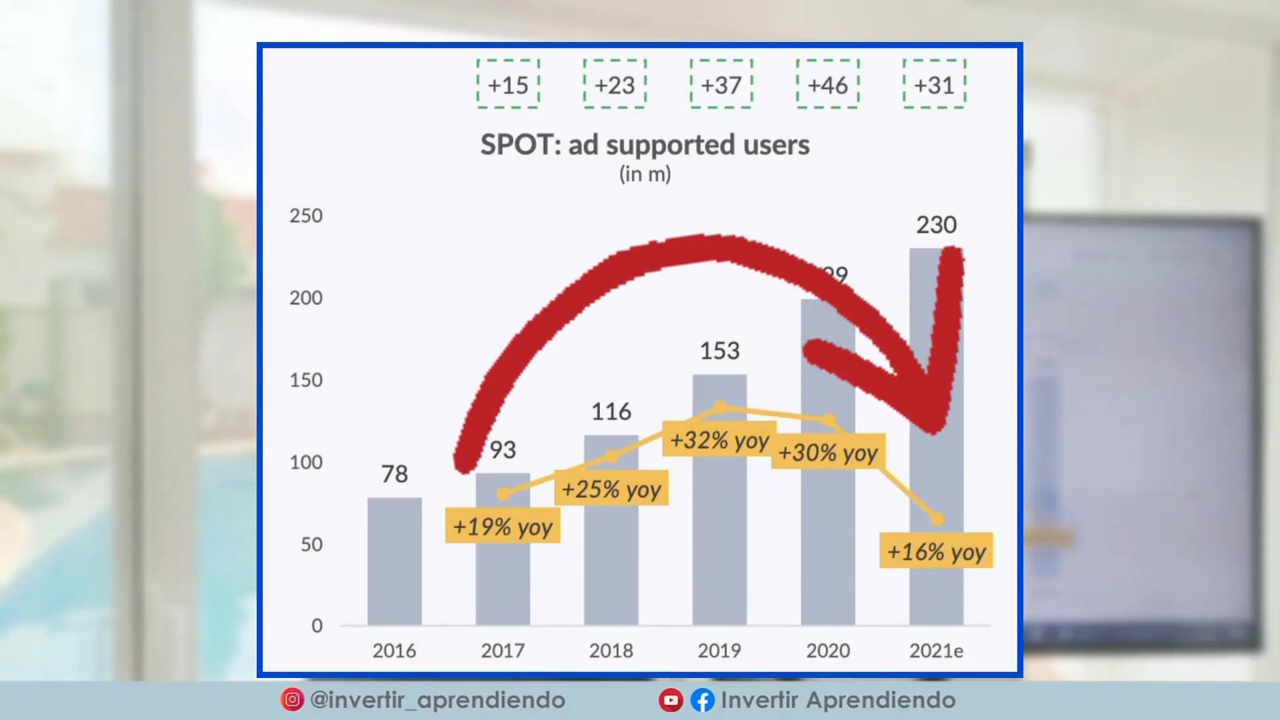 +15 +23 +37 +46 +31
SPOT: ad supported users
(in m)
250
230
200
153
150
116
93
100
78
+32% yoy
+30% yoy
+25% yoy
+19% yoy
50
+16% yoy
0
2016 2017 2018 2019 2020 2021e
@invertir_aprendiendo Invertir Aprendiendo